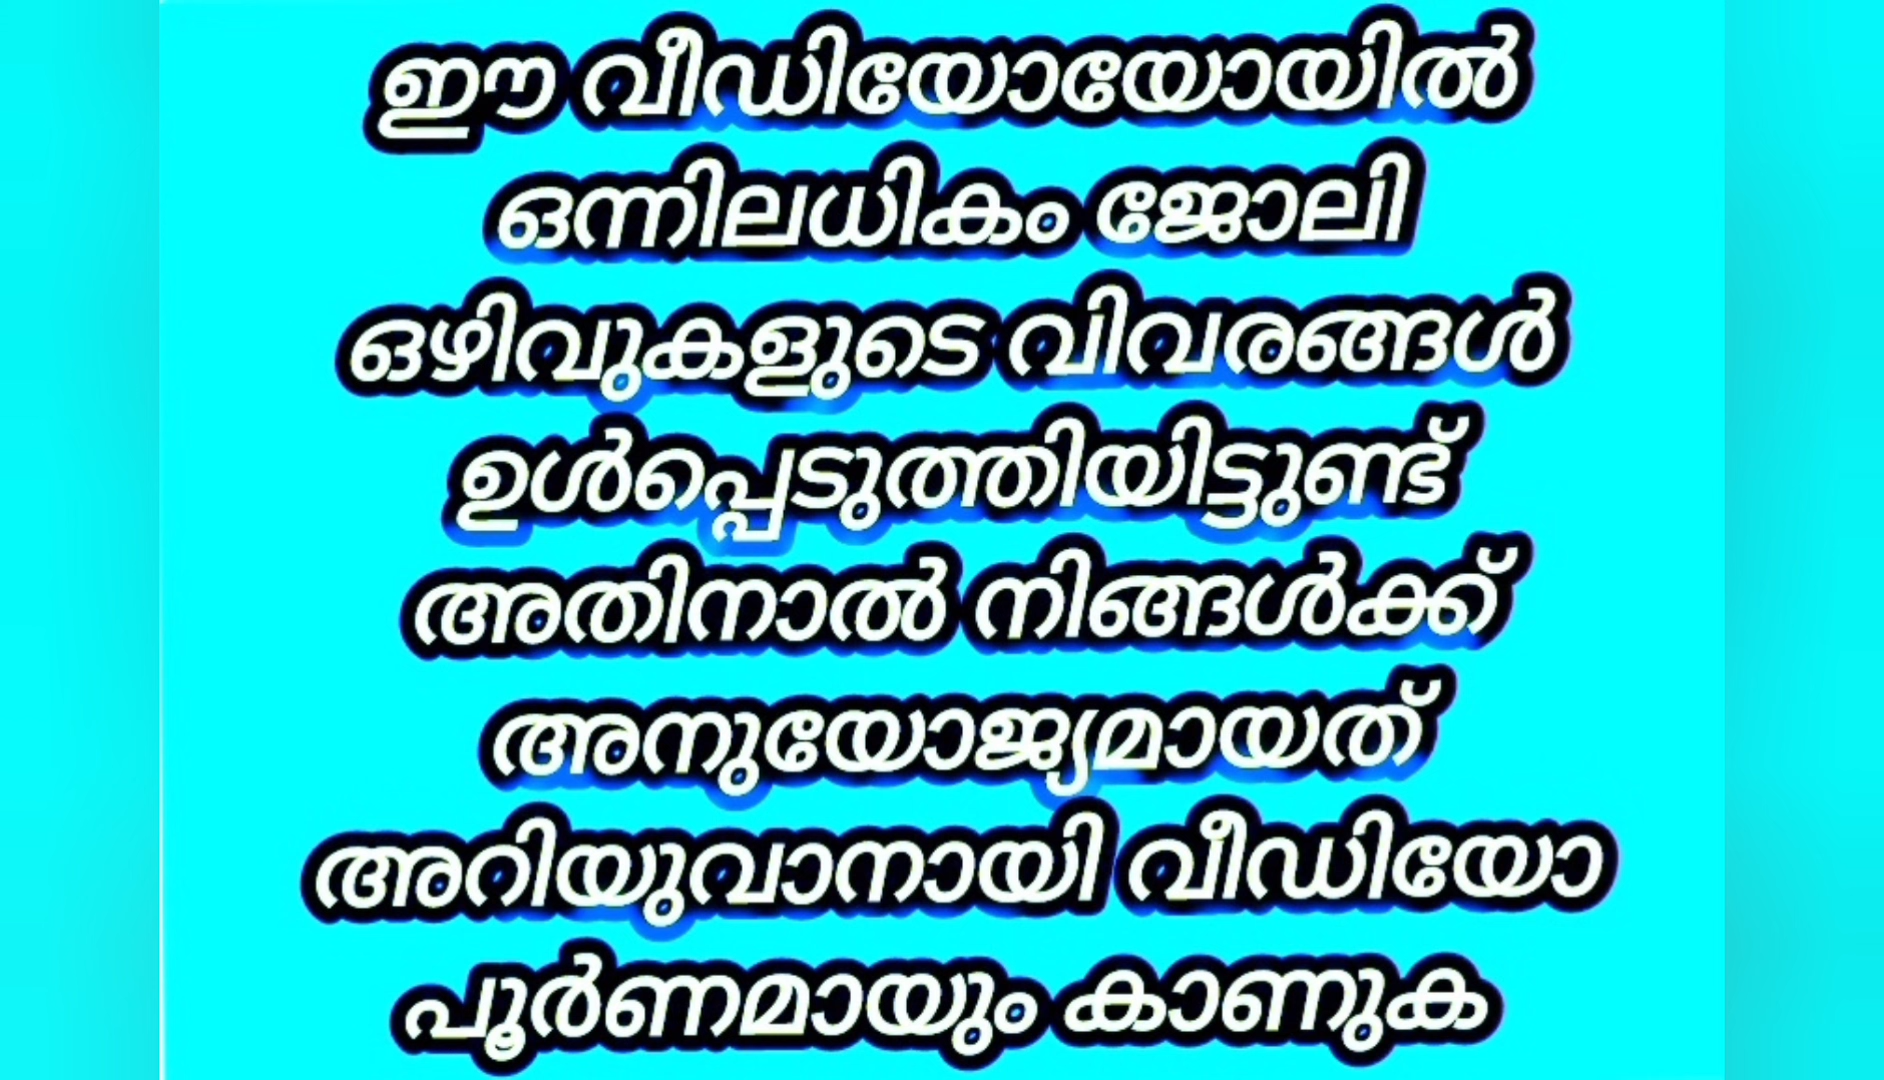 ഈ വീഡിയോയോയിൽ
ഒന്നിലധികം ജോലി
ഒഴിവുകളുടെ വിവരങ്ങൾ
ഉൾപ്പെടുത്തിയിട്ടുണ്ട്
അതിനാൽ നിങ്ങൾക്ക്
അനുയോജ്യമായത്
അറിയുവാനായി വീഡിയോ
പൂർണമായും കാണുക